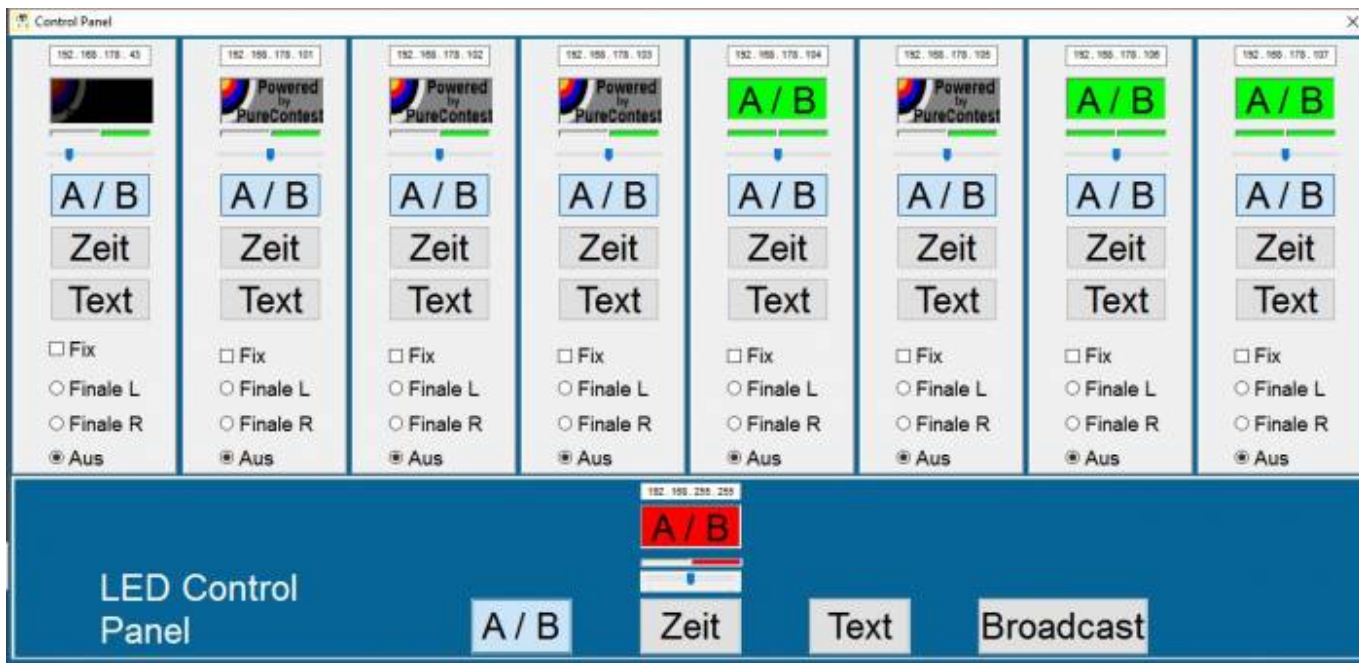 Control Panel
192 . 168 . 178 . 43
192 . 168 . 178 . 101
192 . 168 . 178 . 102
192 . 168 . 178 . 103
192 . 168 . 178 . 104
192 . 168 . 178 . 105
192 . 168 . 178 . 106
192 . 168 . 178 . 107
Powered
by
PureContest
Powered
by
PureContest
Powered
by
PureContest
A / B
Powered
by
PureContest
A / B
A / B
A / B
A / B
A / B
A / B
A / B
A / B
A / B
A / B
Zeit
Zeit
Zeit
Zeit
Zeit
Zeit
Zeit
Zeit
Text
Text
Text
Text
Text
Text
Text
Text
Fix
Fix
Fix
Fix
Fix
Fix
Fix
Fix
Finale L
Finale L
Finale L
Finale L
Finale L
Finale L
Finale L
Finale L
Finale R
Finale R
Finale R
Finale R
Finale R
Finale R
Finale R
Finale R
Aus
Aus
Aus
Aus
Aus
Aus
Aus
Aus
192 . 168 . 255 . 255
A / B
LED Control
Panel
A / B
Zeit
Text
Broadcast